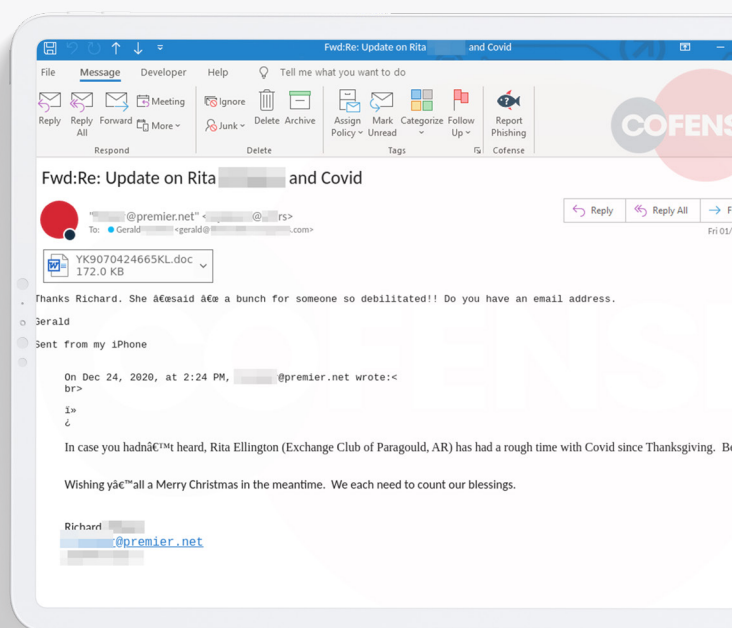 Fwd:Re: Update on Rita and Covid
File Message Developer Help Tell me what you want to do
Reply Reply All Forward Meeting More
Respond
Ignore Junk Delete Archive
Delete
Assign Policy Mark Unread Categorize Follow Up
Tags
Report Phishing
Cofense
COFENS
Fwd:Re: Update on Rita and Covid
" @premier.net" < @ rs>
To: Gerald <gerald@ .com>
Reply Reply All F
Fri 01/
YK9070424665KL.doc
172.0 KB
Thanks Richard. She â€œsaid â€œ a bunch for someone so debilitated!! Do you have an email address.
Gerald
Sent from my iPhone
On Dec 24, 2020, at 2:24 PM, @premier.net wrote:<
br>
ï»
¿
In case you hadnâ€™t heard, Rita Ellington (Exchange Club of Paragould, AR) has had a rough time with Covid since Thanksgiving. Be
Wishing yâ€™all a Merry Christmas in the meantime. We each need to count our blessings.
Richard
@premier.net